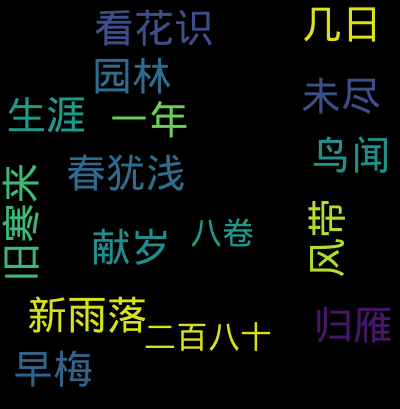 看花识
几日
园林
未尽
生涯
一年
鸟闻
春犹浅
旧寒来
风带
献岁
八卷
新雨落
二百八十
归雁
早梅